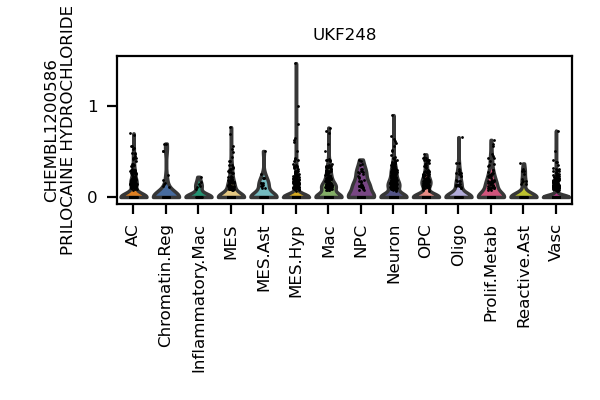 UKF248
CHEMBL1200586
PRILOCAINE HYDROCHLORIDE
1
0
AC
Chromatin.Reg
Inflammatory.Mac
MES
MES.Ast
MES.Hyp
Mac
NPC
Neuron
OPC
Oligo
Prolif.Metab
Reactive.Ast
Vasc